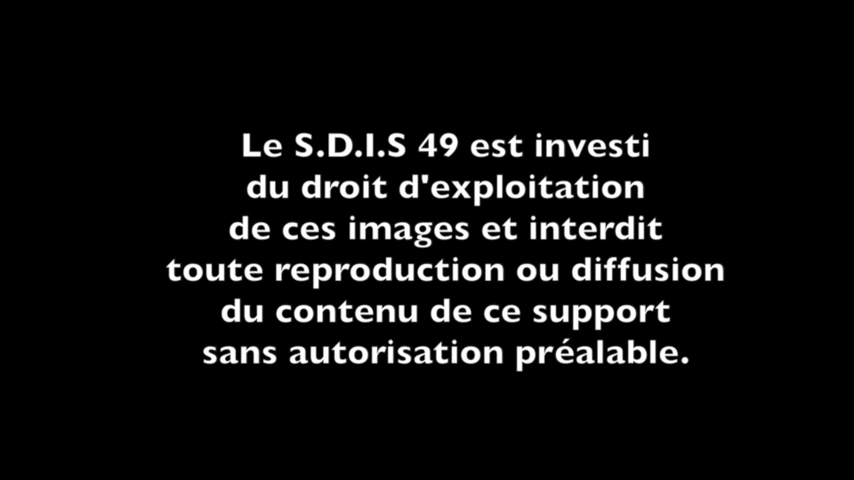 Le S.D.I.S 49 est investi
du droit d'exploitation
de ces images et interdit
toute reproduction ou diffusion
du contenu de ce support
sans autorisation préalable.